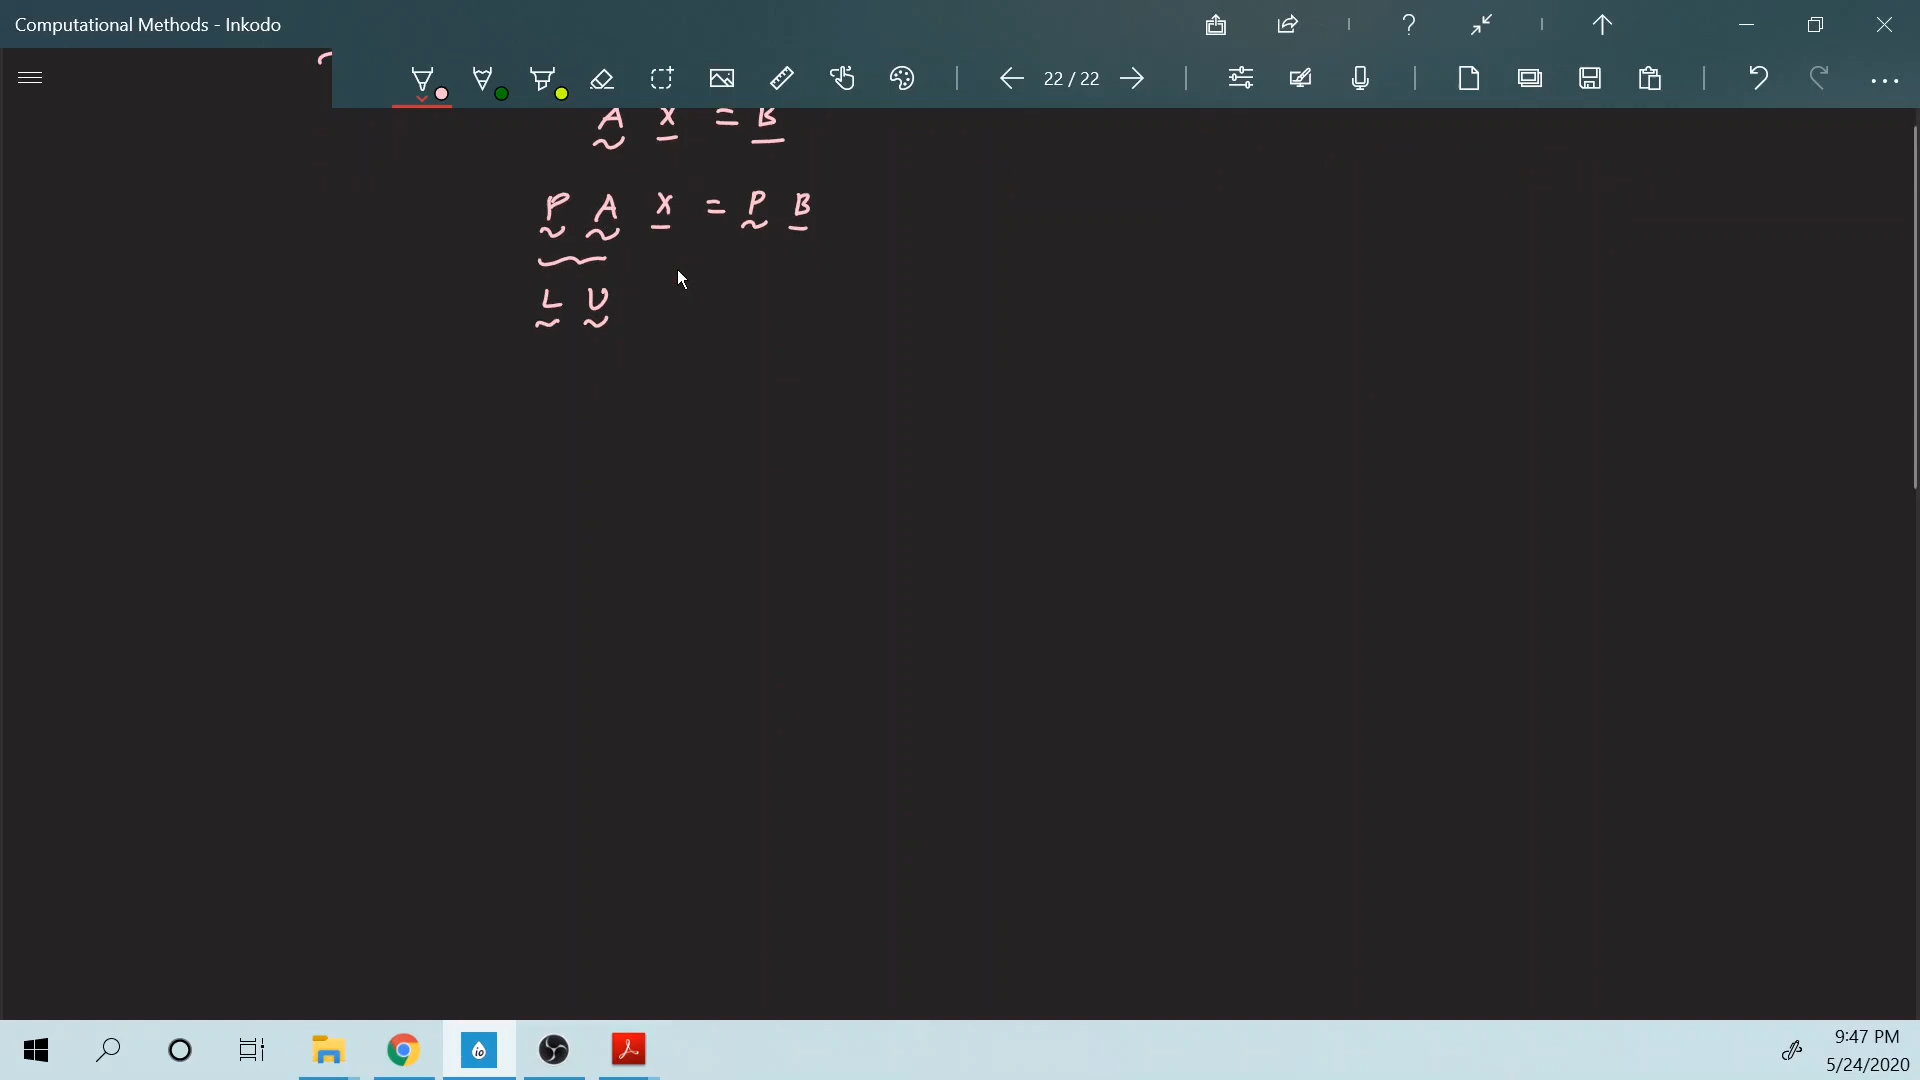 Computational Methods - Inkodo
22 / 22
A X = B
P A X = P B
L U
9:47 PM
5/24/2020